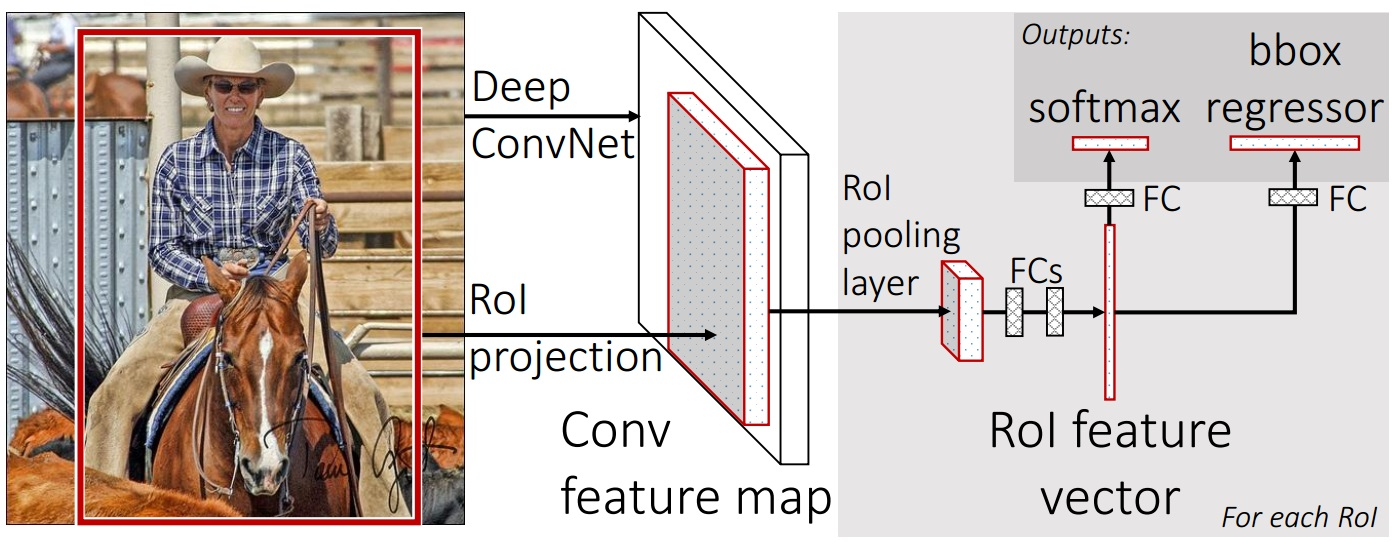 Deep
ConvNet
RoI
projection
Conv
feature map
RoI
pooling
layer
FCs
RoI feature
vector
Outputs:
softmax
bbox
regressor
FC
FC
For each RoI